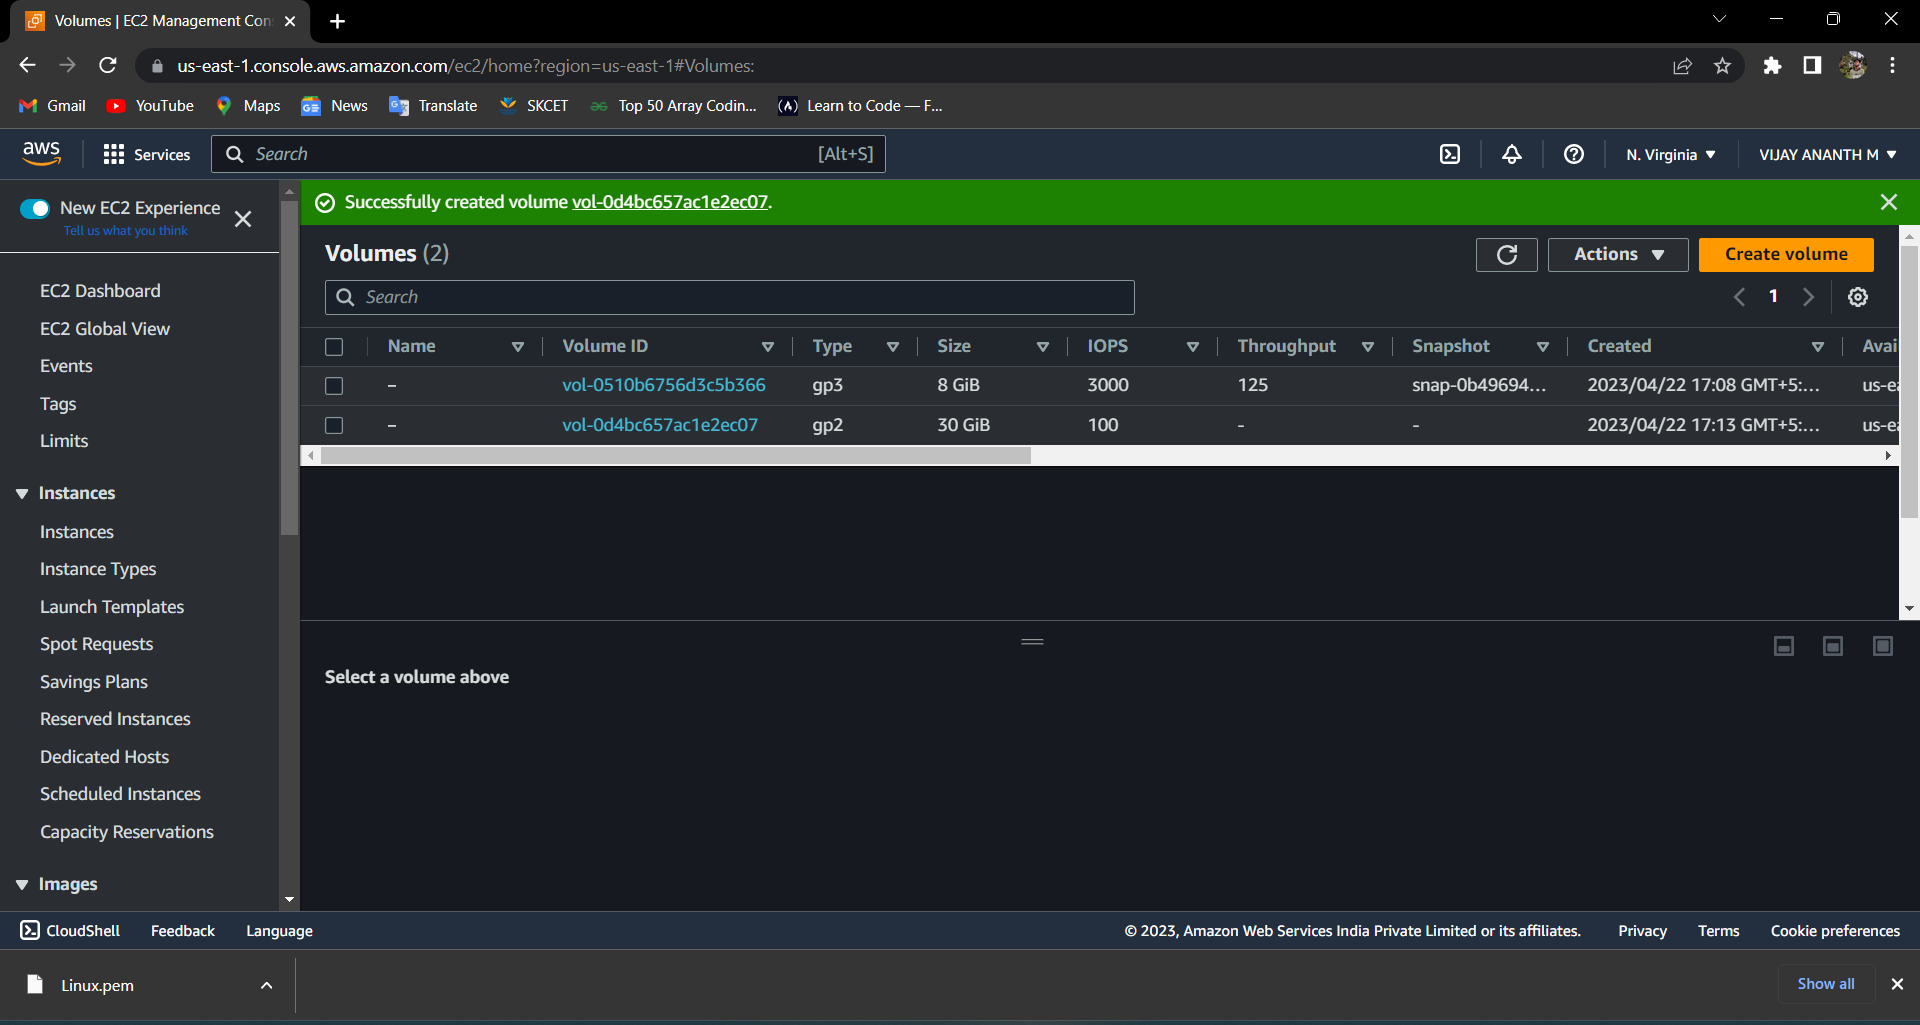 Volumes | EC2 Management Con
us-east-1.console.aws.amazon.com/ec2/home?region=us-east-1#Volumes:
Gmail YouTube Maps News Translate SKCET Top 50 Array Codin... Learn to Code — F...
aws Services Search [Alt+S] N. Virginia VIJAY ANANTH M
New EC2 Experience
Tell us what you think
EC2 Dashboard
EC2 Global View
Events
Tags
Limits
Instances
Instances
Instance Types
Launch Templates
Spot Requests
Savings Plans
Reserved Instances
Dedicated Hosts
Scheduled Instances
Capacity Reservations
Images
Successfully created volume vol-0d4bc657ac1e2ec07.
Volumes (2) Actions Create volume
Search 1
Name Volume ID Type Size IOPS Throughput Snapshot Created Avai
– vol-0510b6756d3c5b366 gp3 8 GiB 3000 125 snap-0b49694... 2023/04/22 17:08 GMT+5:... us-ea
– vol-0d4bc657ac1e2ec07 gp2 30 GiB 100 - - 2023/04/22 17:13 GMT+5:... us-ea
Select a volume above
CloudShell Feedback Language © 2023, Amazon Web Services India Private Limited or its affiliates. Privacy Terms Cookie preferences
Linux.pem Show all